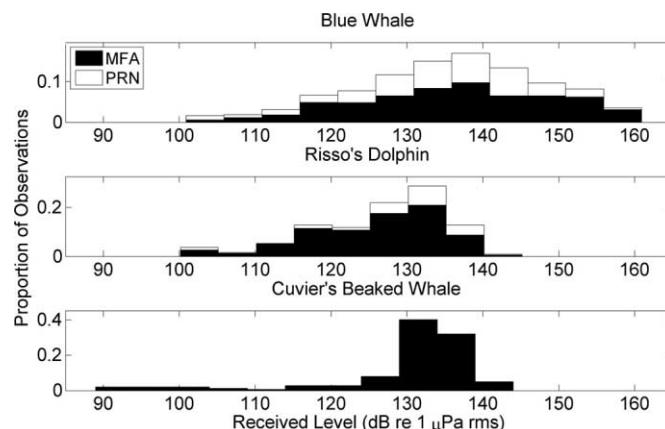 Blue Whale
MFA
PRN
0.1
0
90 100 110 120 130 140 150 160
Risso's Dolphin
0.2
0
90 100 110 120 130 140 150 160
Cuvier's Beaked Whale
0.4
0.2
0
90 100 110 120 130 140 150 160
Received Level (dB re 1 μPa rms)
Proportion of Observations